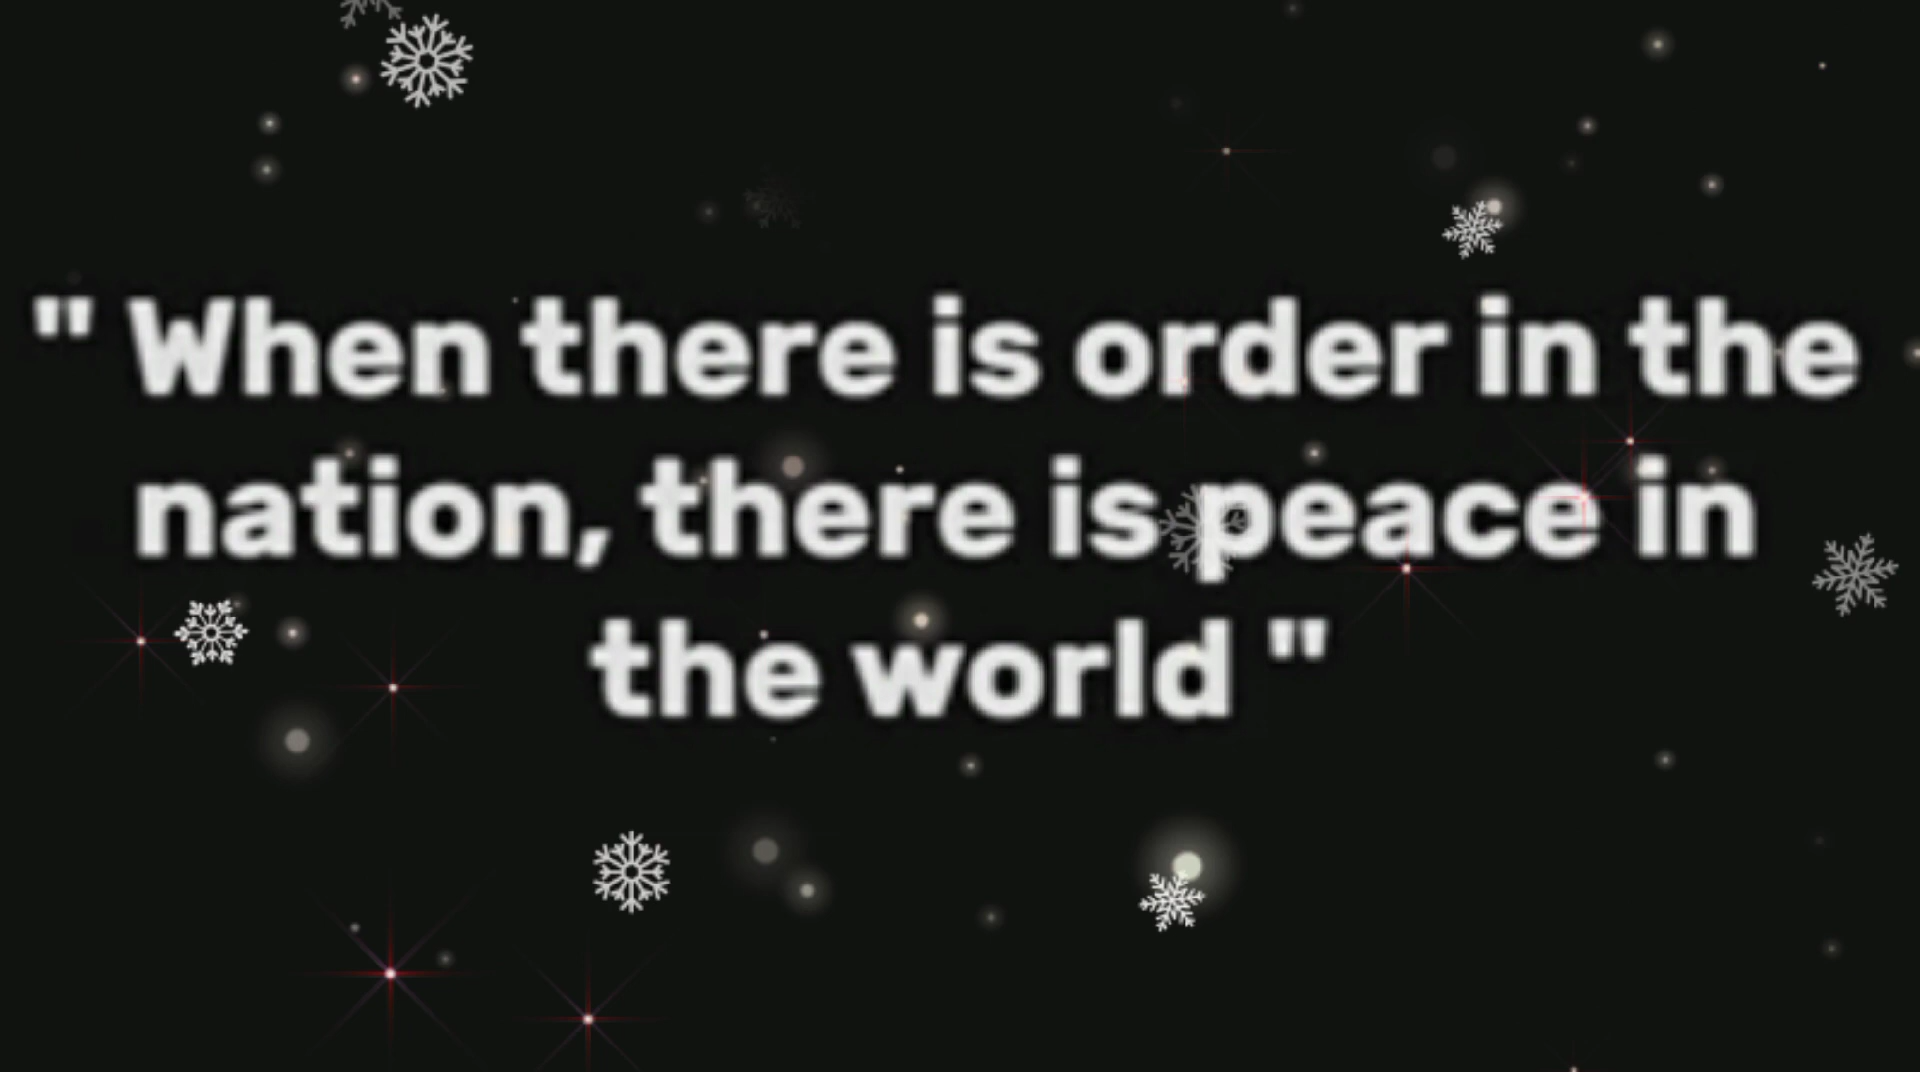 " When there is order in the
nation, there is peace in
the world "